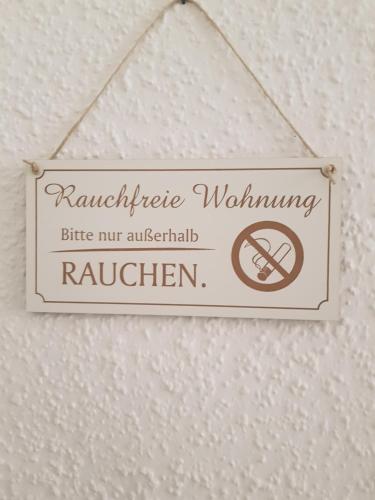 Rauchfreie Wohnung
Bitte nur außerhalb
RAUCHEN.